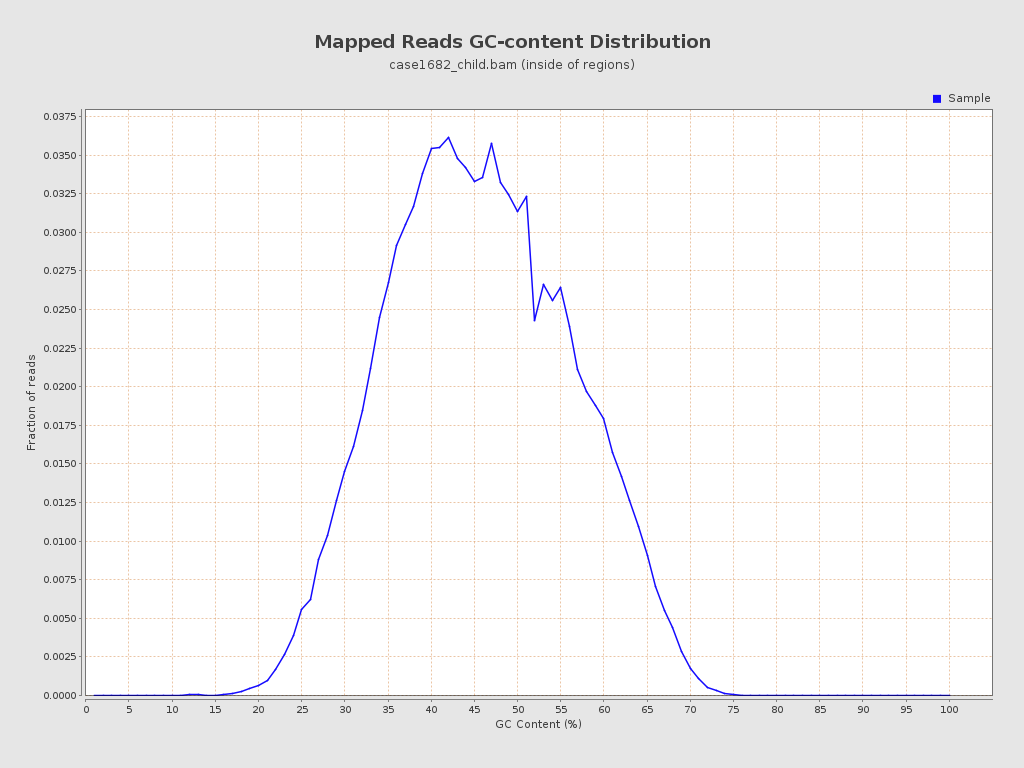 Mapped Reads GC-content Distribution
case1682_child.bam (inside of regions)
Sample
0.0375
0.0350
0.0325
0.0300
0.0275
0.0250
0.0225
0.0200
0.0175
0.0150
0.0125
0.0100
0.0075
0.0050
0.0025
0.0000
Fraction of reads
0 5 10 15 20 25 30 35 40 45 50 55 60 65 70 75 80 85 90 95 100
GC Content (%)